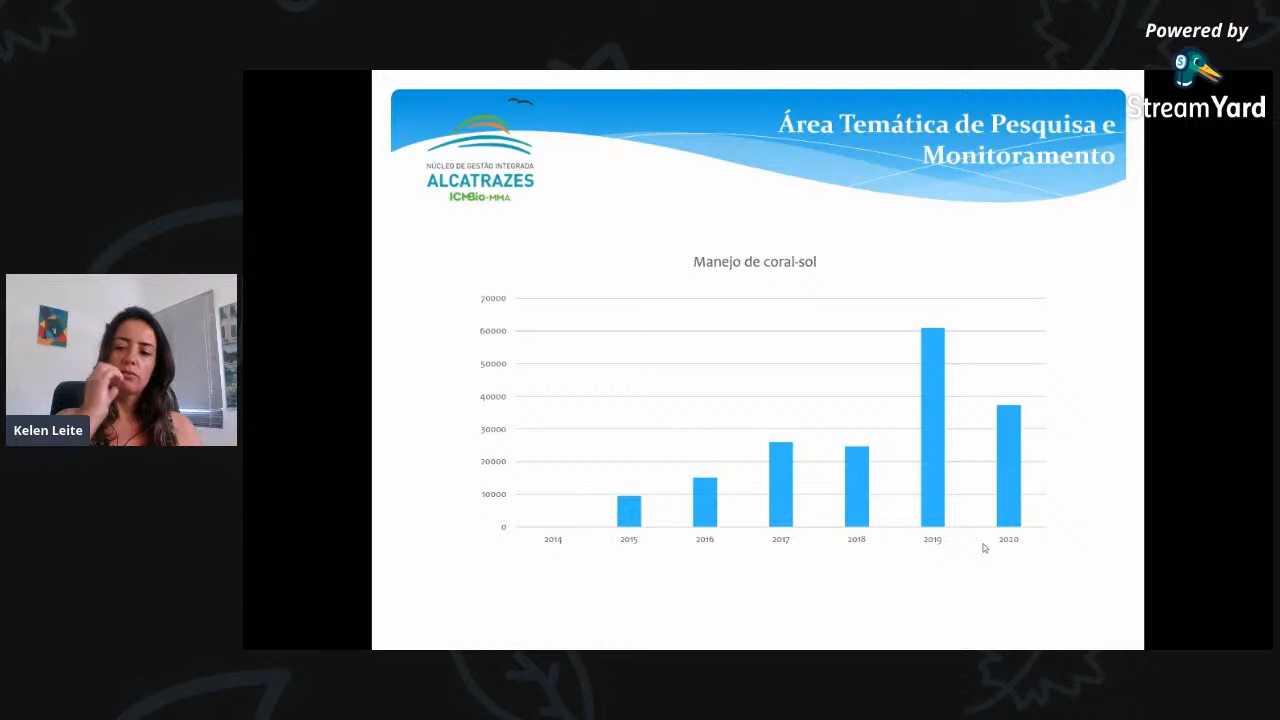 Powered by
StreamYard
Área Temática de Pesquisa e
Monitoramento
NÚCLEO DE GESTÃO INTEGRADA
ALCATRAZES
ICMBio-MMA
Manejo de coral-sol
70000
60000
50000
40000
30000
20000
10000
0
2014 2015 2016 2017 2018 2019 2020
Kelen Leite